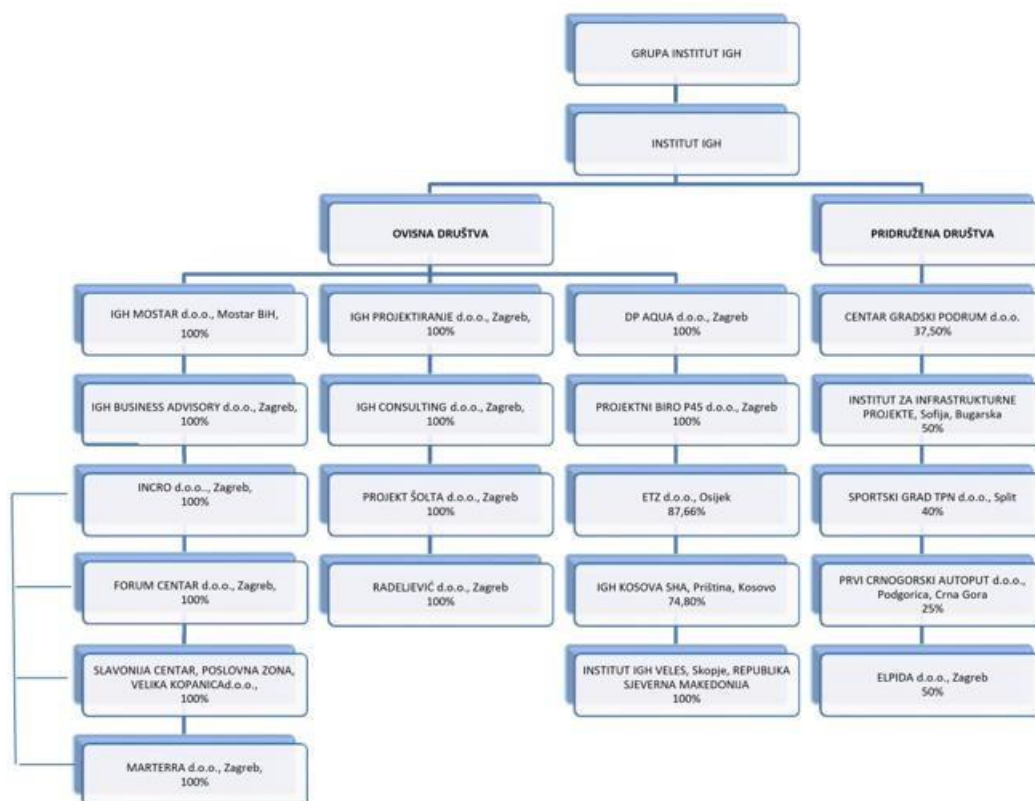 GRUPA INSTITUT IGH
INSTITUT IGH
OVISNA DRUŠTVA
PRIDRUŽENA DRUŠTVA
IGH MOSTAR d.o.o., Mostar BiH,
100%
IGH BUSINESS ADVISORY d.o.o., Zagreb,
100%
INCRO d.o.o.., Zagreb,
100%
FORUM CENTAR d.o.o., Zagreb,
100%
SLAVONIJA CENTAR, POSLOVNA ZONA,
VELIKA KOPANICAd.o.o.,
100%
MARTERRA d.o.o., Zagreb,
100%
IGH PROJEKTIRANJE d.o.o., Zagreb,
100%
IGH CONSULTING d.o.o., Zagreb,
100%
PROJEKT ŠOLTA d.o.o., Zagreb
100%
RADELJEVIĆ d.o.o., Zagreb
100%
DP AQUA d.o.o., Zagreb
100%
PROJEKTNI BIRO P45 d.o.o., Zagreb
100%
ETZ d.o.o., Osijek
87,66%
IGH KOSOVA SHA, Priština, Kosovo
74,80%
INSTITUT IGH VELES, Skopje, REPUBLIKA
SJEVERNA MAKEDONIJA
100%
CENTAR GRADSKI PODRUM d.o.o.
37,50%
INSTITUT ZA INFRASTRUKTURNE
PROJEKTE, Sofija, Bugarska
50%
SPORTSKI GRAD TPN d.o.o., Split
40%
PRVI CRNOGORSKI AUTOPUT d.o.o.,
Podgorica, Crna Gora
25%
ELPIDA d.o.o., Zagreb
50%